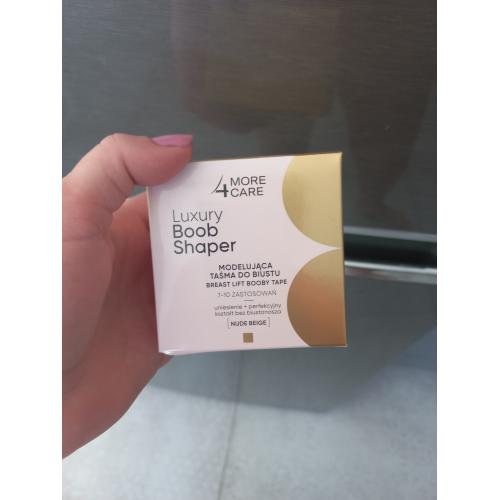 4 MORE
CARE
Luxury
Boob
Shaper
MODELUJĄCA
TAŚMA DO BIUSTU
BREAST LIFT BOOBY TAPE
7-10 ZASTOSOWAŃ
uniesienie + perfekcyjny
kształt bez biustonosza
[NUDE BEIGE]